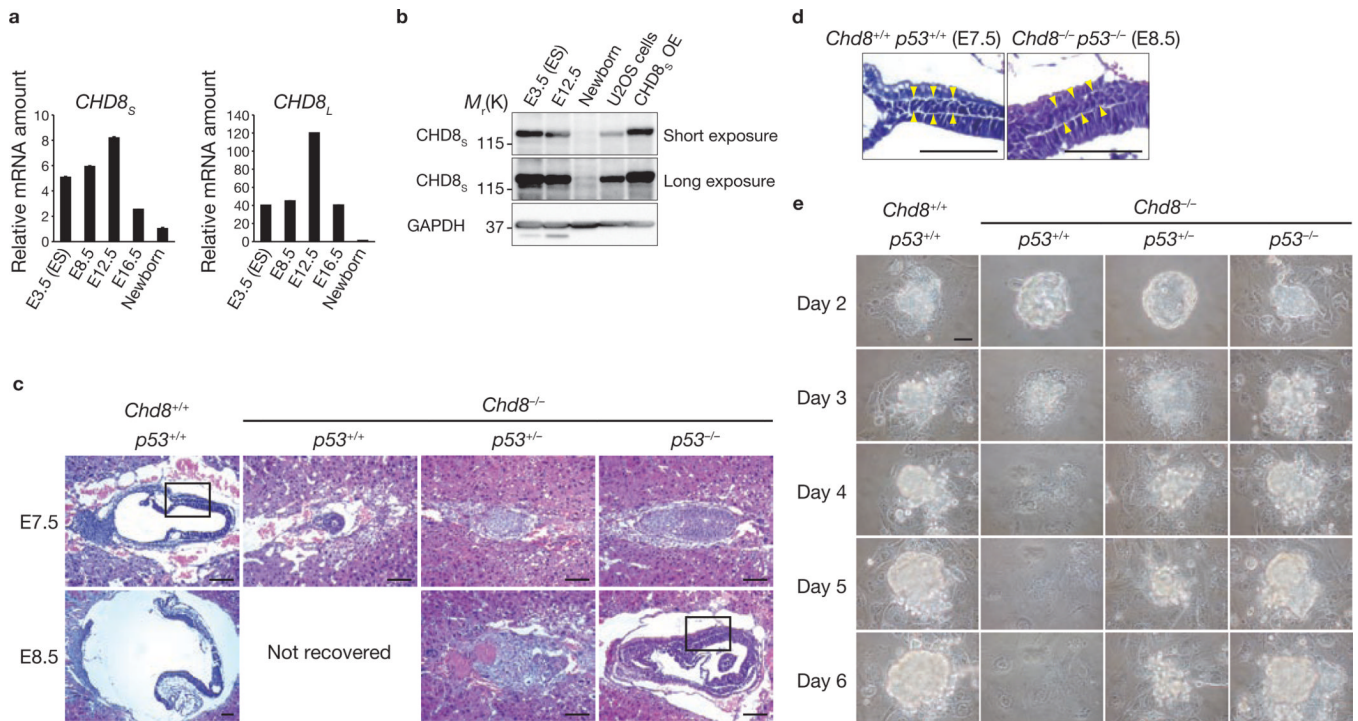 a
CHD8S
Relative mRNA amount
10
8
6
4
2
0
E3.5 (ES)
E8.5
E12.5
E16.5
Newborn
CHD8L
Relative mRNA amount
140
120
100
80
60
40
20
0
E3.5 (ES)
E8.5
E12.5
E16.5
Newborn
b
Mr(K)
E3.5 (ES)
E12.5
Newborn
U2OS cells
CHD8S OE
CHD8S 115 Short exposure
CHD8S 115 Long exposure
GAPDH 37
c
Chd8+/+ Chd8–/–
p53+/+ p53+/+ p53+/– p53–/–
E7.5
E8.5 Not recovered
d
Chd8+/+ p53+/+ (E7.5) Chd8–/– p53–/– (E8.5)
e
Chd8+/+ Chd8–/–
p53+/+ p53+/+ p53+/– p53–/–
Day 2
Day 3
Day 4
Day 5
Day 6